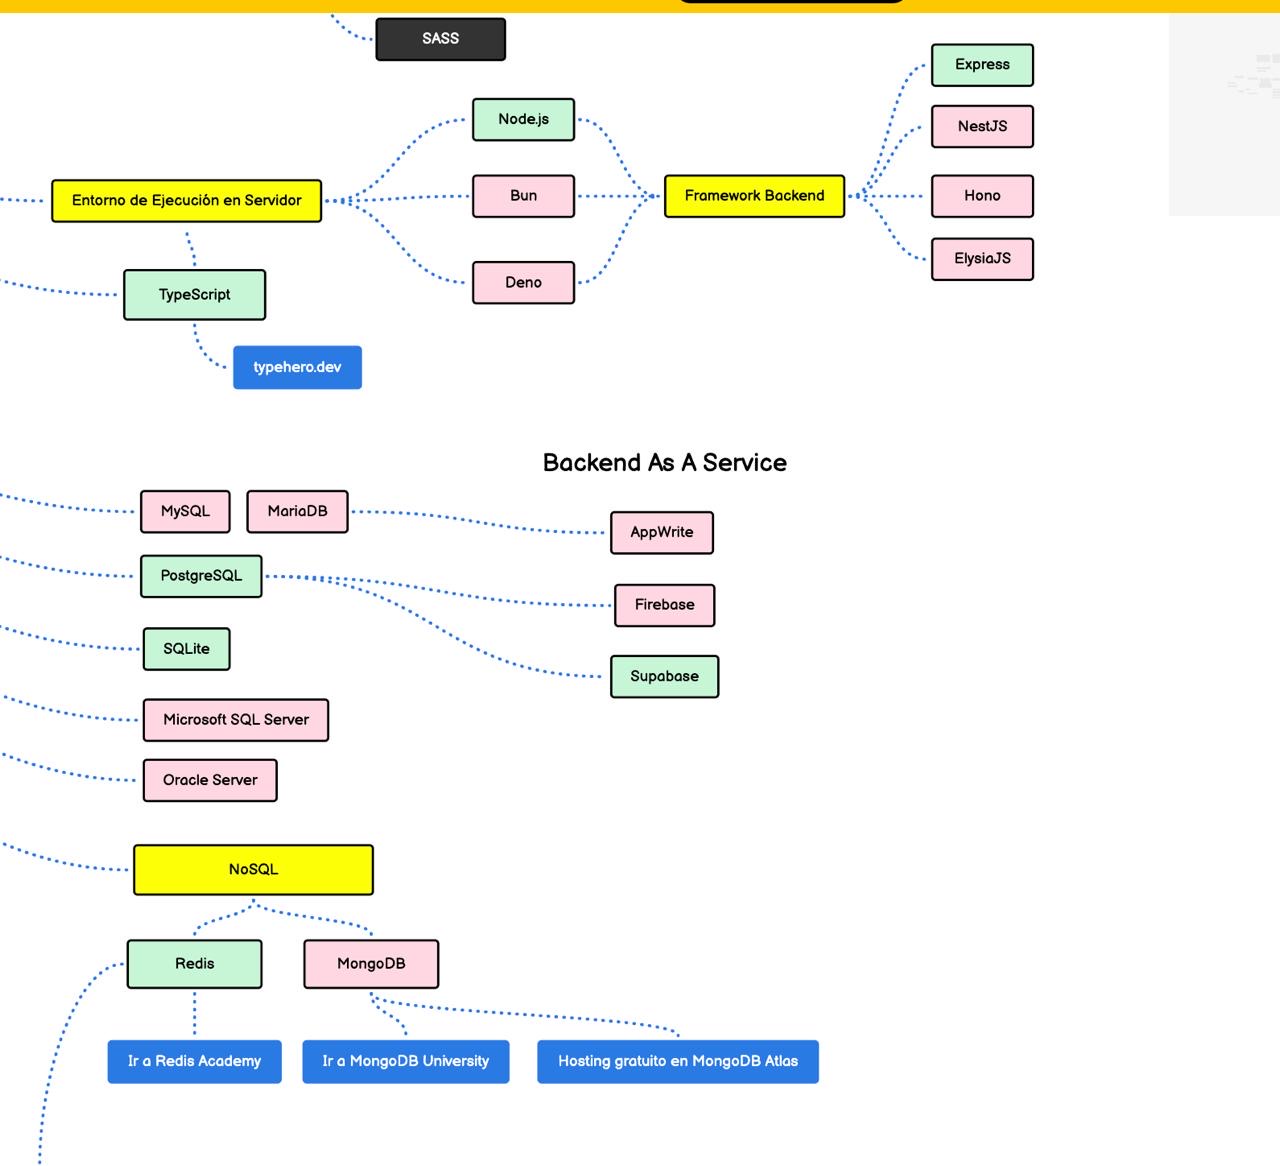 SASS
Express
Node.js
NestJS
Entorno de Ejecución en Servidor
Bun
Framework Backend
Hono
ElysiaJS
Deno
TypeScript
typehero.dev
Backend As A Service
MySQL
MariaDB
AppWrite
PostgreSQL
Firebase
SQLite
Supabase
Microsoft SQL Server
Oracle Server
NoSQL
Redis
MongoDB
Ir a Redis Academy
Ir a MongoDB University
Hosting gratuito en MongoDB Atlas